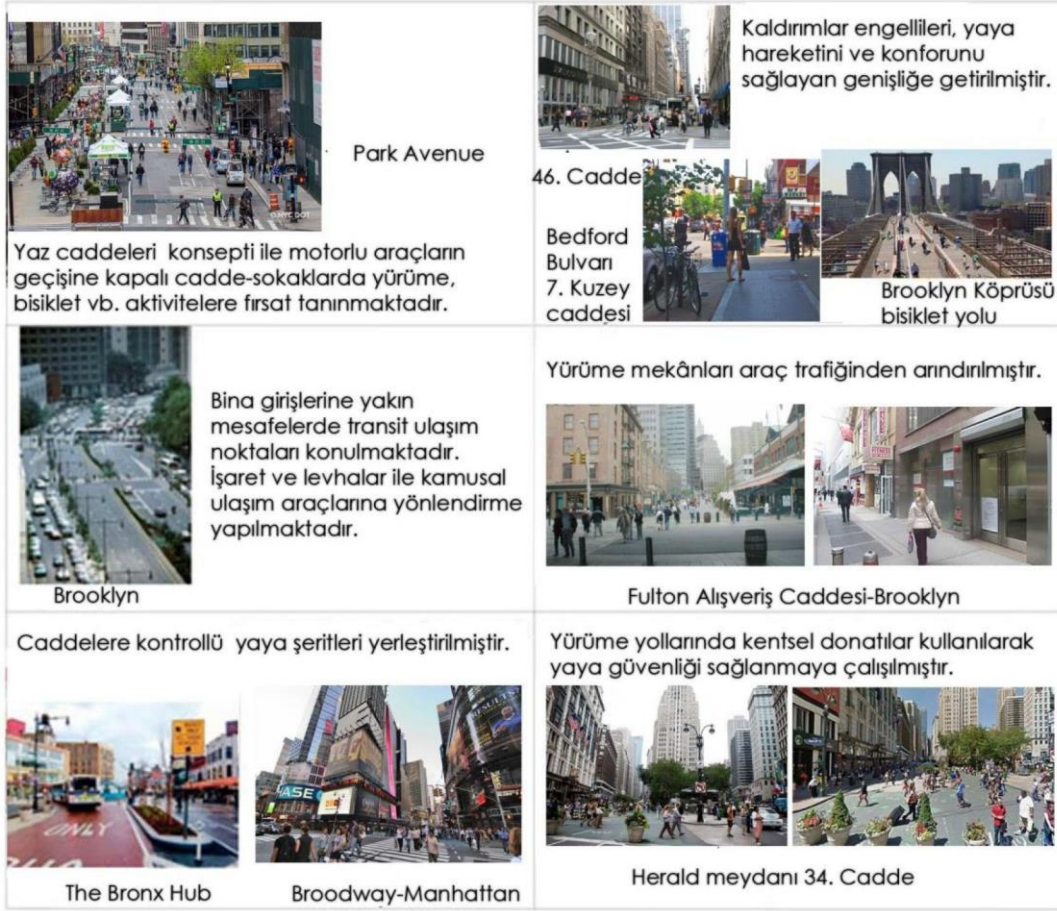 © NYC DOT
Park Avenue
Yaz caddeleri konsepti ile motorlu araçların
geçişine kapalı cadde-sokaklarda yürüme,
bisiklet vb. aktivitelere fırsat tanınmaktadır.
Kaldırımlar engellileri, yaya
hareketini ve konforunu
sağlayan genişliğe getirilmiştir.
46. Cadde
Bedford
Bulvarı
7. Kuzey
caddesi
Brooklyn Köprüsü
bisiklet yolu
Bina girişlerine yakın
mesafelerde transit ulaşım
noktaları konulmaktadır.
İşaret ve levhalar ile kamusal
ulaşım araçlarına yönlendirme
yapılmaktadır.
Brooklyn
Yürüme mekânları araç trafiğinden arındırılmıştır.
Fulton Alışveriş Caddesi-Brooklyn
Caddelere kontrollü yaya şeritleri yerleştirilmiştir.
ONLY
CHASE
The Bronx Hub
Broodway-Manhattan
Yürüme yollarında kentsel donatılar kullanılarak
yaya güvenliği sağlanmaya çalışılmıştır.
Herald meydanı 34. Cadde